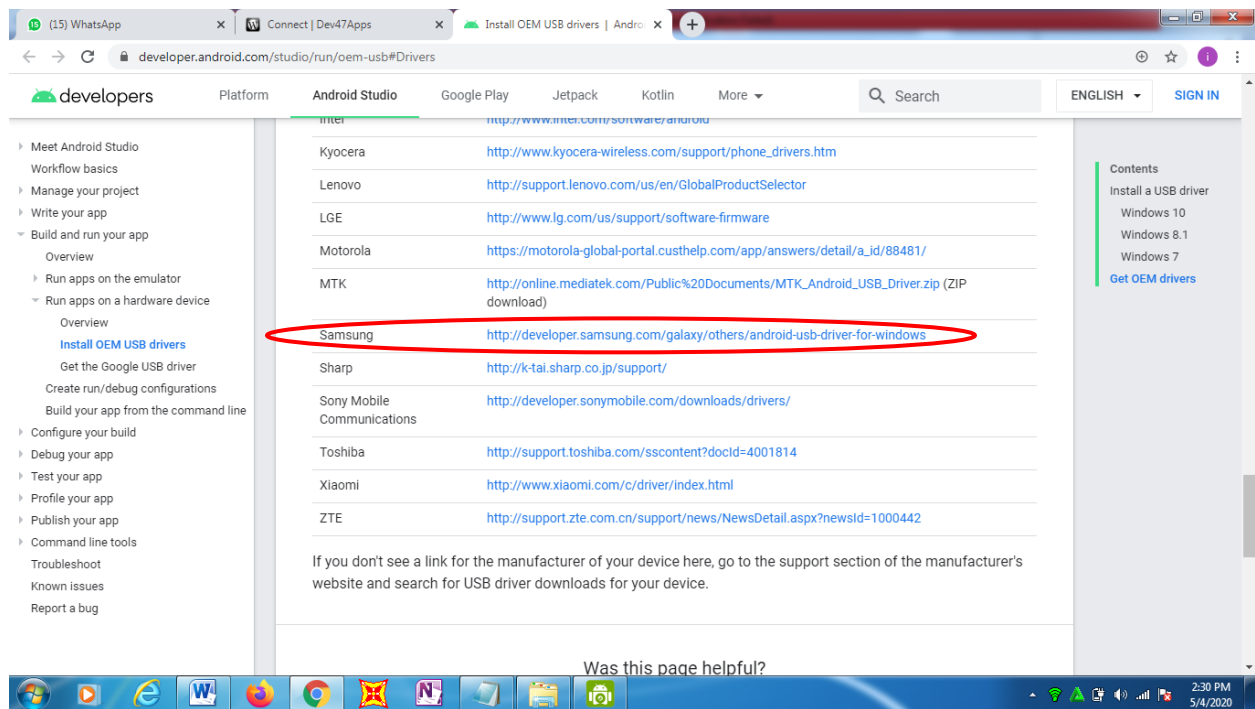 (15) WhatsApp
Connect | Dev47Apps
Install OEM USB drivers | Andro
developer.android.com/studio/run/oem-usb#Drivers
developers
Platform
Android Studio
Google Play
Jetpack
Kotlin
More
Search
ENGLISH
SIGN IN
Meet Android Studio
Workflow basics
Manage your project
Write your app
Build and run your app
Overview
Run apps on the emulator
Run apps on a hardware device
Overview
Install OEM USB drivers
Get the Google USB driver
Create run/debug configurations
Build your app from the command line
Configure your build
Debug your app
Test your app
Profile your app
Publish your app
Command line tools
Troubleshoot
Known issues
Report a bug
Intel http://www.intel.com/software/android
Kyocera http://www.kyocera-wireless.com/support/phone_drivers.htm
Lenovo http://support.lenovo.com/us/en/GlobalProductSelector
LGE http://www.lg.com/us/support/software-firmware
Motorola https://motorola-global-portal.custhelp.com/app/answers/detail/a_id/88481/
MTK http://online.mediatek.com/Public%20Documents/MTK_Android_USB_Driver.zip (ZIP
download)
Samsung http://developer.samsung.com/galaxy/others/android-usb-driver-for-windows
Sharp http://k-tai.sharp.co.jp/support/
Sony Mobile http://developer.sonymobile.com/downloads/drivers/
Communications
Toshiba http://support.toshiba.com/sscontent?docId=4001814
Xiaomi http://www.xiaomi.com/c/driver/index.html
ZTE http://support.zte.com.cn/support/news/NewsDetail.aspx?newsId=1000442
If you don't see a link for the manufacturer of your device here, go to the support section of the manufacturer's
website and search for USB driver downloads for your device.
Was this page helpful?
Contents
Install a USB driver
Windows 10
Windows 8.1
Windows 7
Get OEM drivers
2:30 PM
5/4/2020